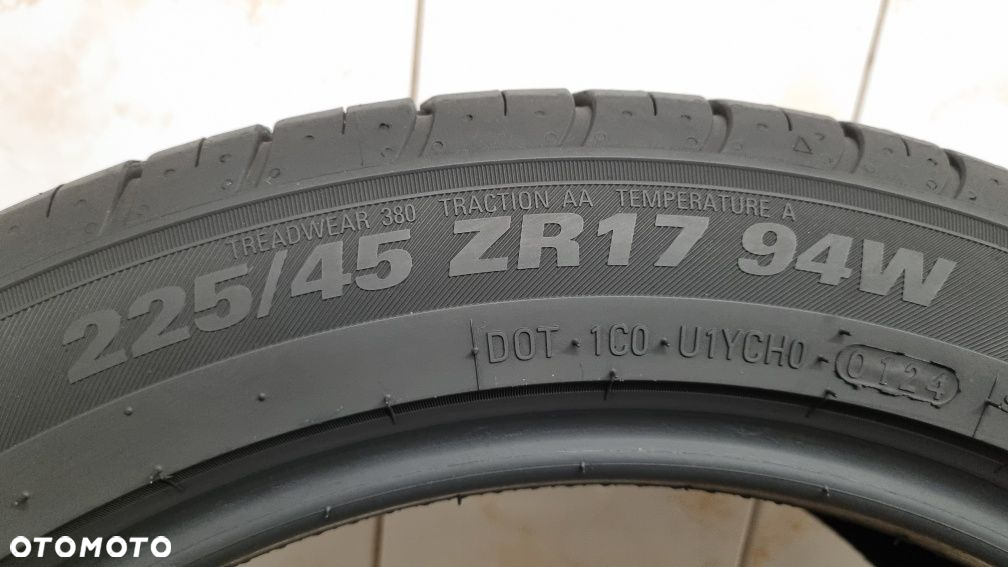 TREADWEAR 380 TRACTION AA TEMPERATURE A
225/45 ZR17 94W
DOT · 1C0 · U1YCH0 · 0124
OTOMOTO